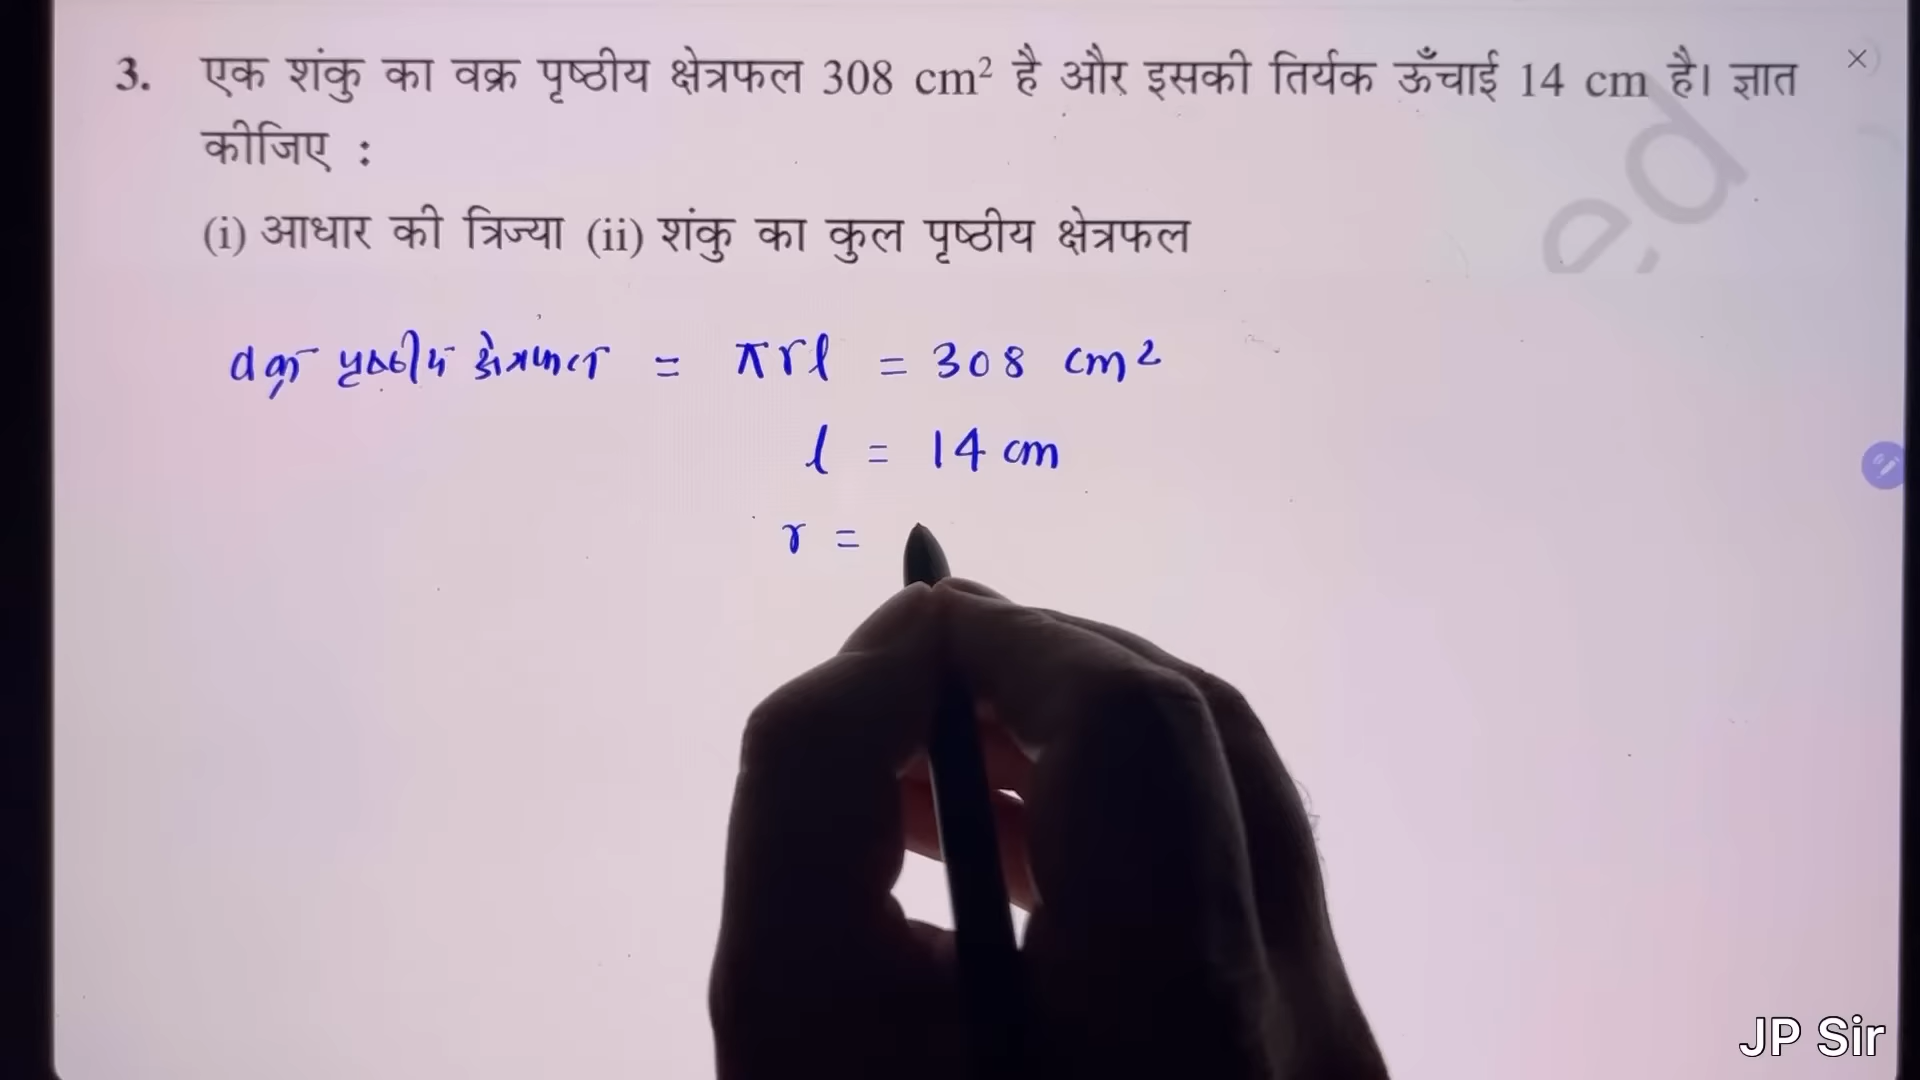 3. एक शंकु का वक्र पृष्ठीय क्षेत्रफल 308 cm² है और इसकी तिर्यक ऊँचाई 14 cm है। ज्ञात
कीजिए :
(i) आधार की त्रिज्या (ii) शंकु का कुल पृष्ठीय क्षेत्रफल
वक्र पृष्ठीय क्षेत्रफल = πrl = 308 cm²
l = 14 cm
r =
JP Sir